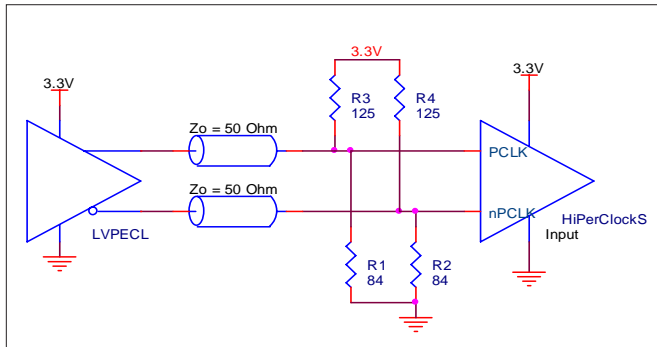 3.3V
3.3V
3.3V
R3
125
R4
125
Zo = 50 Ohm
PCLK
Zo = 50 Ohm
nPCLK
HiPerClockS
Input
LVPECL
R1
84
R2
84